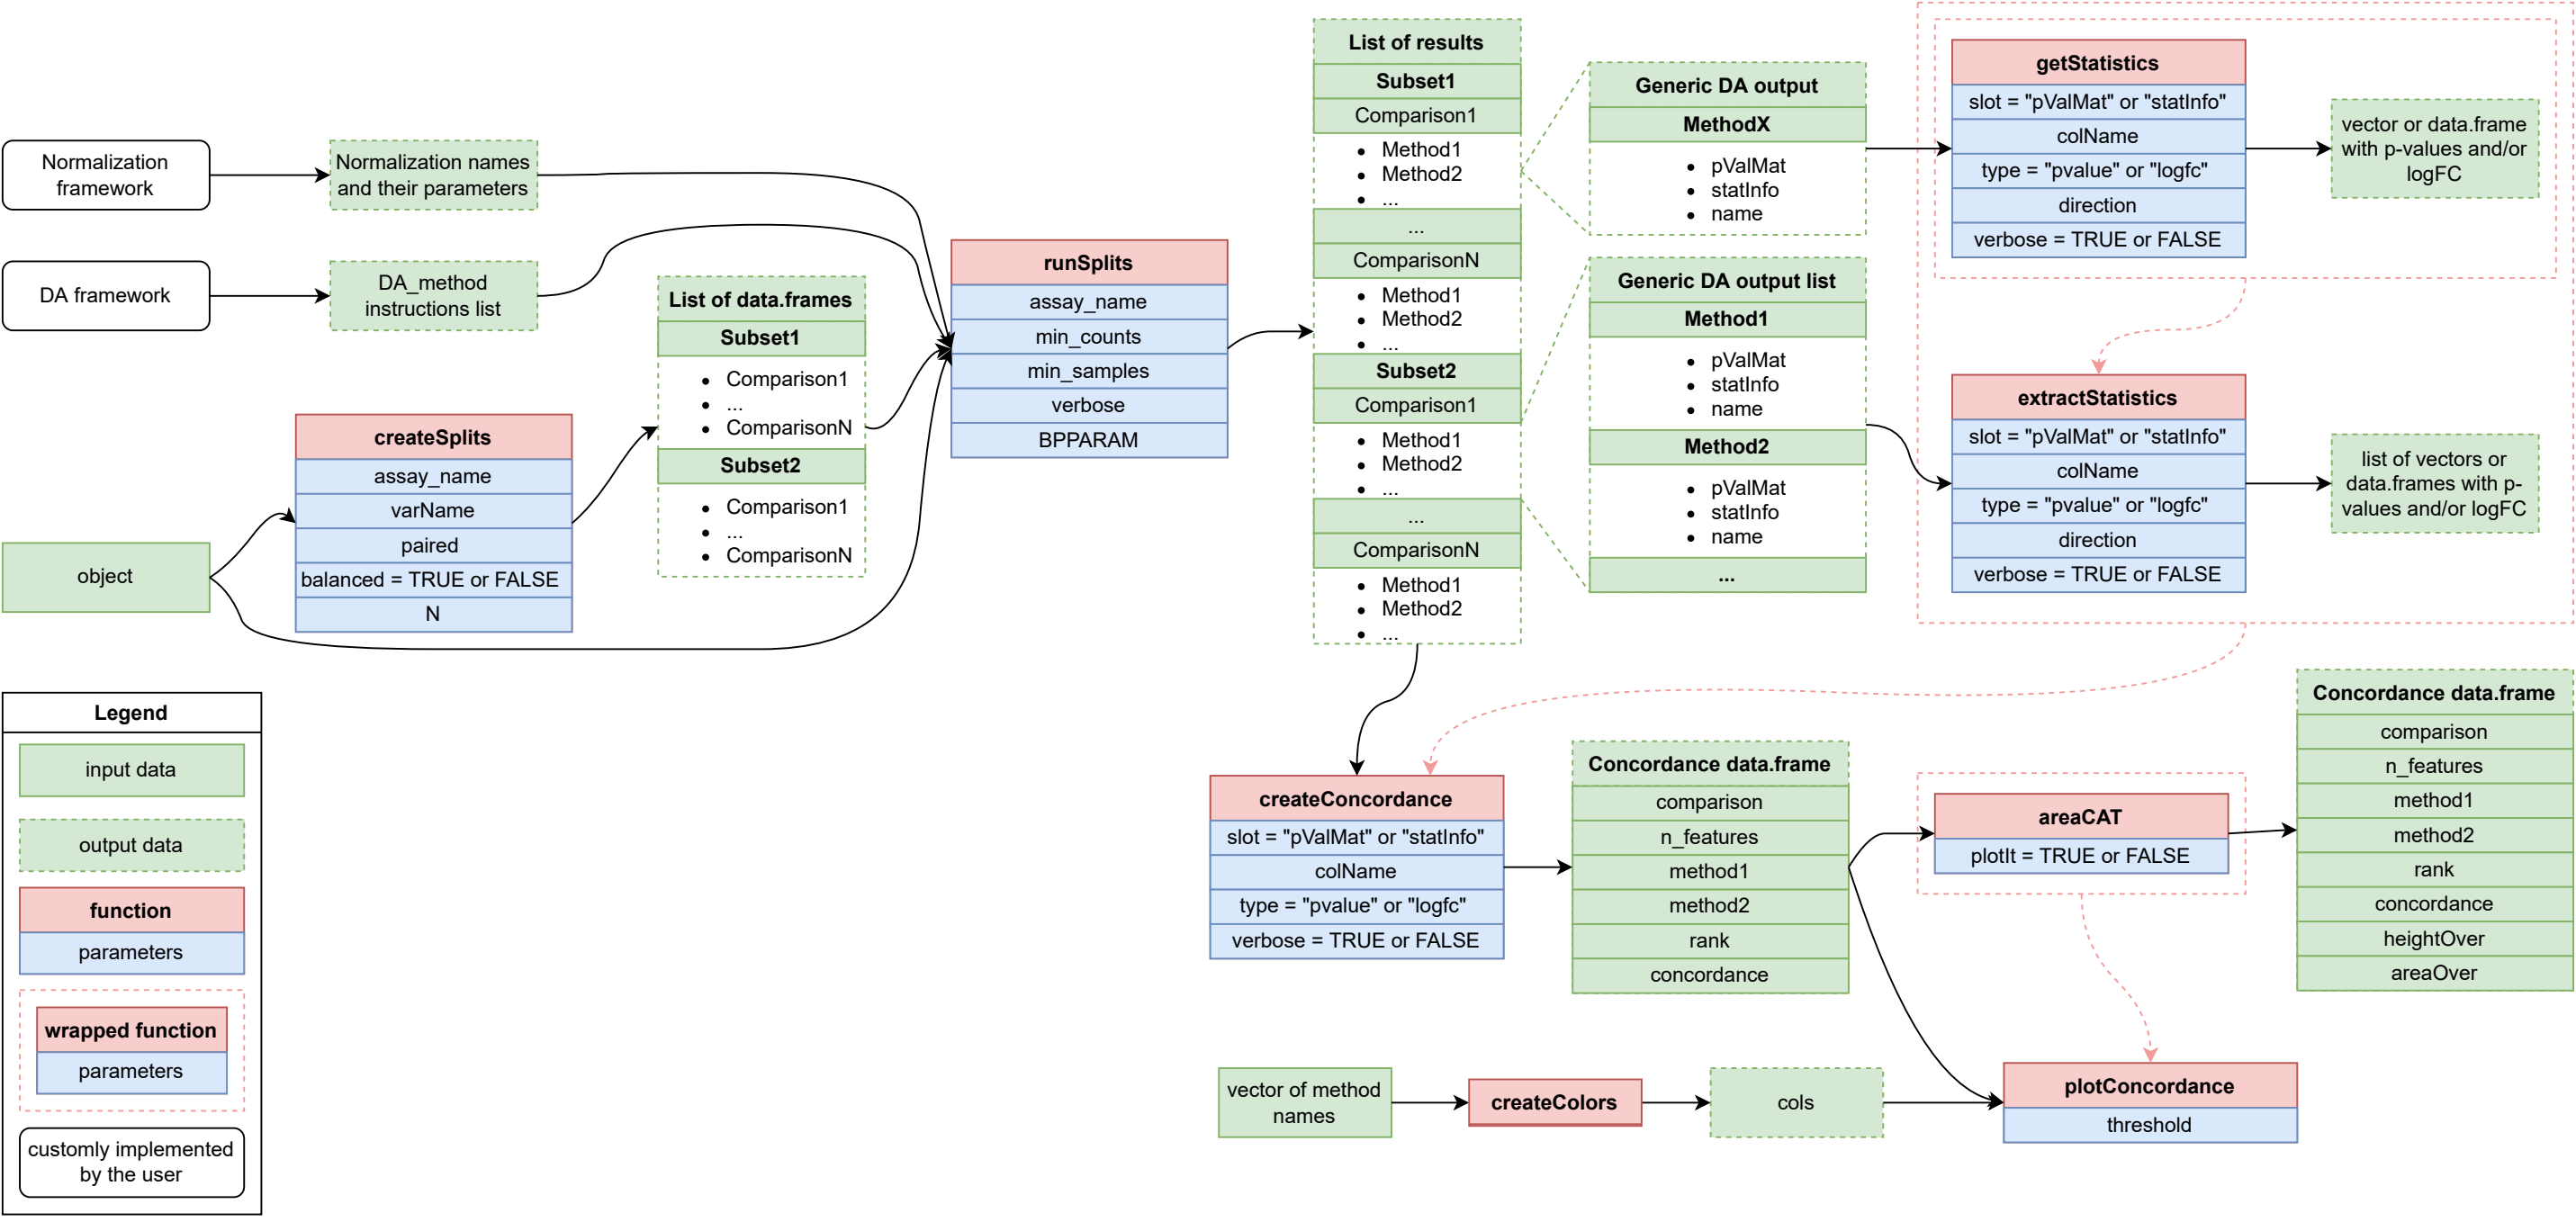 Normalization
framework
Normalization names
and their parameters
DA framework
DA_method
instructions list
object
createSplits
assay_name
varName
paired
balanced = TRUE or FALSE
N
List of data.frames
Subset1
Comparison1
...
ComparisonN
Subset2
Comparison1
...
ComparisonN
runSplits
assay_name
min_counts
min_samples
verbose
BPPARAM
List of results
Subset1
Comparison1
Method1
Method2
...
...
ComparisonN
Method1
Method2
...
Subset2
Comparison1
Method1
Method2
...
...
ComparisonN
Method1
Method2
...
Generic DA output
MethodX
pValMat
statInfo
name
Generic DA output list
Method1
pValMat
statInfo
name
Method2
pValMat
statInfo
name
...
getStatistics
slot = "pValMat" or "statInfo"
colName
type = "pvalue" or "logfc"
direction
verbose = TRUE or FALSE
vector or data.frame
with p-values and/or
logFC
extractStatistics
slot = "pValMat" or "statInfo"
colName
type = "pvalue" or "logfc"
direction
verbose = TRUE or FALSE
list of vectors or
data.frames with p-
values and/or logFC
Legend
input data
output data
function
parameters
wrapped function
parameters
customly implemented
by the user
createConcordance
slot = "pValMat" or "statInfo"
colName
type = "pvalue" or "logfc"
verbose = TRUE or FALSE
Concordance data.frame
comparison
n_features
method1
method2
rank
concordance
areaCAT
plotIt = TRUE or FALSE
Concordance data.frame
comparison
n_features
method1
method2
rank
concordance
heightOver
areaOver
vector of method
names
createColors
cols
plotConcordance
threshold